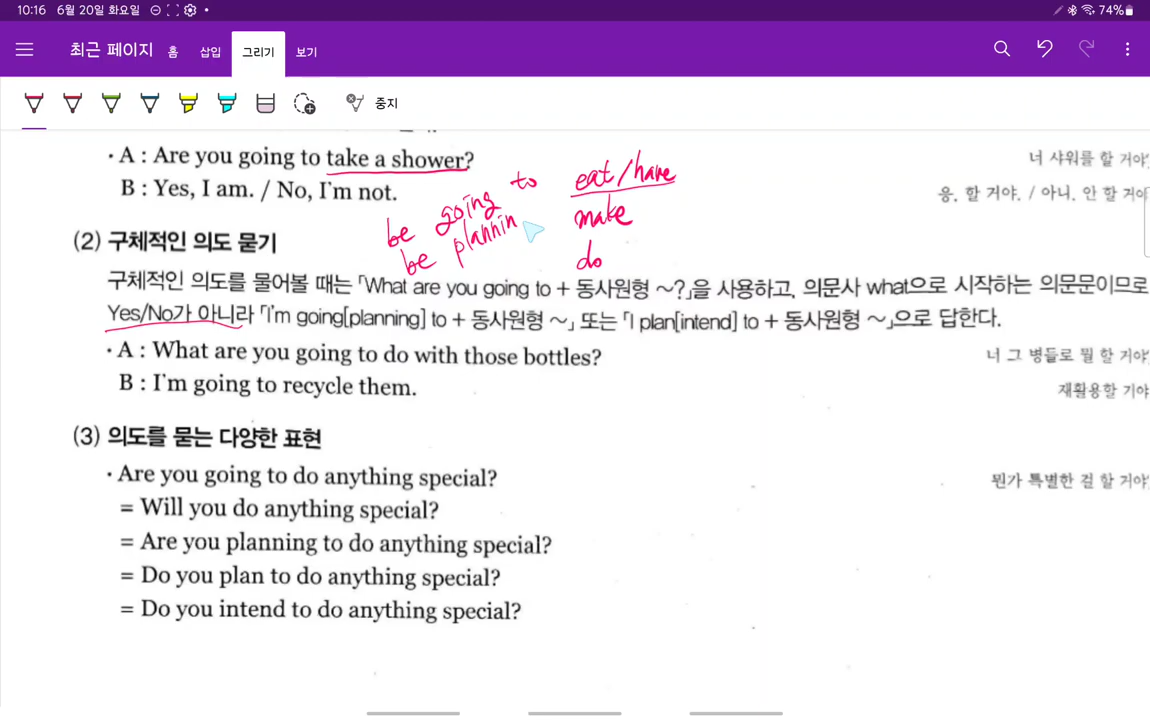 10:16 6월 20일 화요일
74%
최근 페이지 홈 삽입 그리기 보기
중지
· A : Are you going to take a shower?
너 샤워를 할 거야
B : Yes, I am. / No, I'm not.
응, 할 거야. / 아니, 안 할 거야
be going to eat/have
be plannin make
do
(2) 구체적인 의도 묻기
구체적인 의도를 물어볼 때는 「What are you going to + 동사원형 ~?」을 사용하고, 의문사 what으로 시작하는 의문문이므로
Yes/No가 아니라 「I'm going[planning] to + 동사원형 ~」 또는 「I plan[intend] to + 동사원형 ~」으로 답한다.
· A : What are you going to do with those bottles?
너 그 병들로 뭘 할 거야
B : I'm going to recycle them.
재활용할 거야
(3) 의도를 묻는 다양한 표현
· Are you going to do anything special?
뭔가 특별한 걸 할 거야
= Will you do anything special?
= Are you planning to do anything special?
= Do you plan to do anything special?
= Do you intend to do anything special?